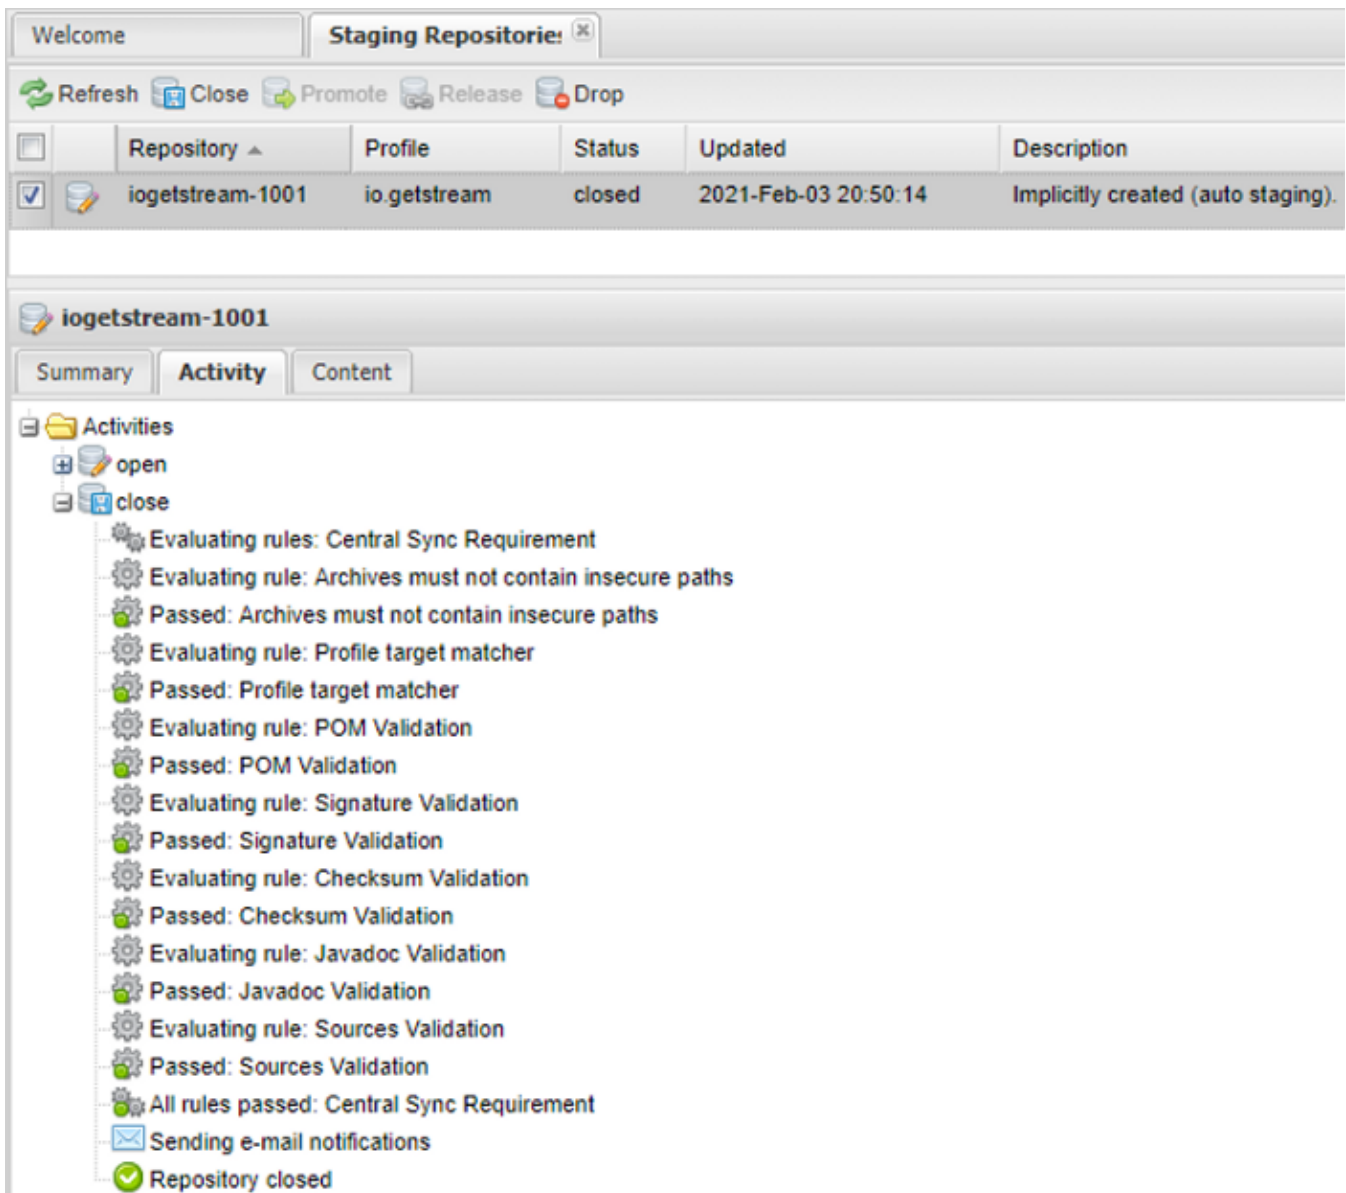 Welcome Staging Repositories
Refresh Close Promote Release Drop
Repository Profile Status Updated Description
iogetstream-1001 io.getstream closed 2021-Feb-03 20:50:14 Implicitly created (auto staging).
iogetstream-1001
Summary Activity Content
Activities
open
close
Evaluating rules: Central Sync Requirement
Evaluating rule: Archives must not contain insecure paths
Passed: Archives must not contain insecure paths
Evaluating rule: Profile target matcher
Passed: Profile target matcher
Evaluating rule: POM Validation
Passed: POM Validation
Evaluating rule: Signature Validation
Passed: Signature Validation
Evaluating rule: Checksum Validation
Passed: Checksum Validation
Evaluating rule: Javadoc Validation
Passed: Javadoc Validation
Evaluating rule: Sources Validation
Passed: Sources Validation
All rules passed: Central Sync Requirement
Sending e-mail notifications
Repository closed